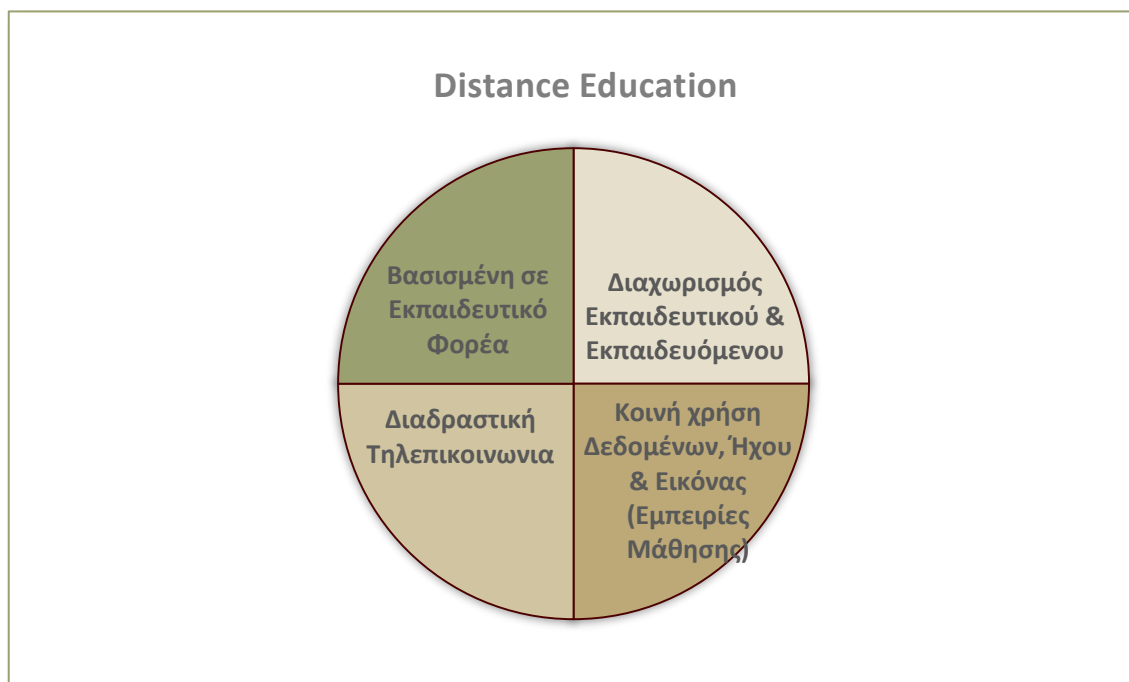 Distance Education
Βασισμένη σε
Εκπαιδευτικό
Φορέα
Διαχωρισμός
Εκπαιδευτικού &
Εκπαιδευόμενου
Διαδραστική
Τηλεπικοινωνια
Κοινή χρήση
Δεδομένων, Ήχου
& Εικόνας
(Εμπειρίες
Μάθησης)